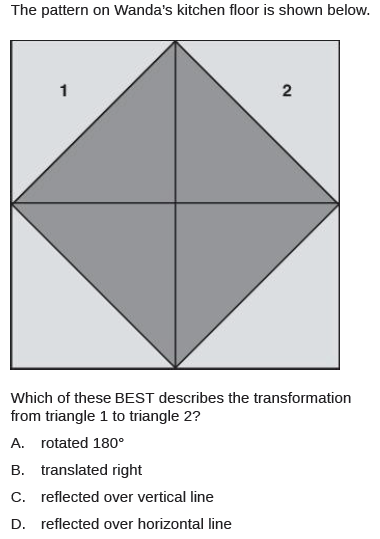 The pattern on Wanda's kitchen floor is shown below.
1
2
Which of these BEST describes the transformation
from triangle 1 to triangle 2?
A. rotated 180°
B. translated right
C. reflected over vertical line
D. reflected over horizontal line